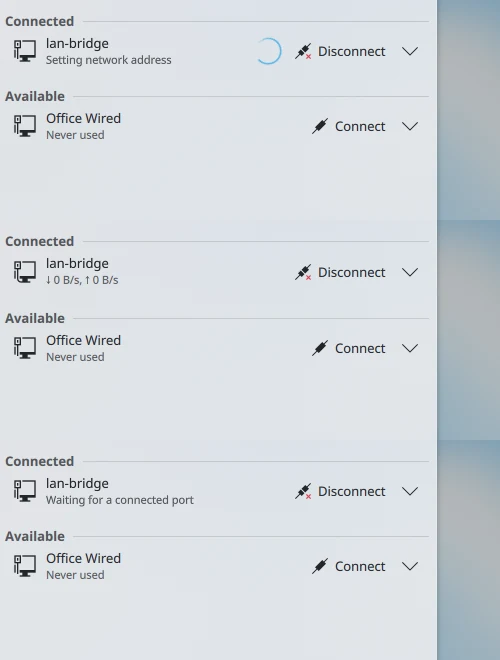 Connected
lan-bridge
Setting network address
Disconnect
Available
Office Wired
Never used
Connect
Connected
lan-bridge
↓ 0 B/s, ↑ 0 B/s
Disconnect
Available
Office Wired
Never used
Connect
Connected
lan-bridge
Waiting for a connected port
Disconnect
Available
Office Wired
Never used
Connect